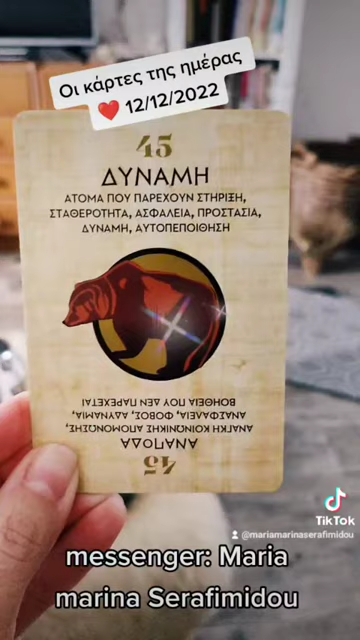 Οι κάρτες της ημέρας
❤️ 12/12/2022
45
ΔΥΝΑΜΗ
ΑΤΟΜΑ ΠΟΥ ΠΑΡΕΧΟΥΝ ΣΤΗΡΙΞΗ,
ΣΤΑΘΕΡΟΤΗΤΑ, ΑΣΦΑΛΕΙΑ, ΠΡΟΣΤΑΣΙΑ,
ΔΥΝΑΜΗ, ΑΥΤΟΠΕΠΟΙΘΗΣΗ
45
ΑΝΑΠΟΔΑ
ΑΝΑΓΚΗ ΚΟΙΝΩΝΙΚΗΣ ΑΠΟΜΟΝΩΣΗΣ,
ΑΝΑΣΦΑΛΕΙΑ, ΦΟΒΟΣ, ΑΔΥΝΑΜΙΑ,
ΒΟΗΘΕΙΑ ΠΟΥ ΔΕΝ ΠΑΡΕΧΕΤΑΙ
TikTok
@mariamarinaserafimidou
messenger: Maria
marina Serafimidou